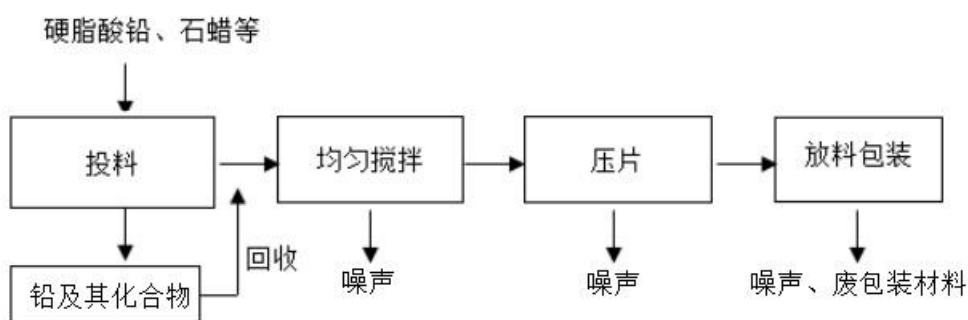 硬脂酸铅、石蜡等
投料
均匀搅拌
压片
放料包装
回收
铅及其化合物
噪声
噪声
噪声、废包装材料